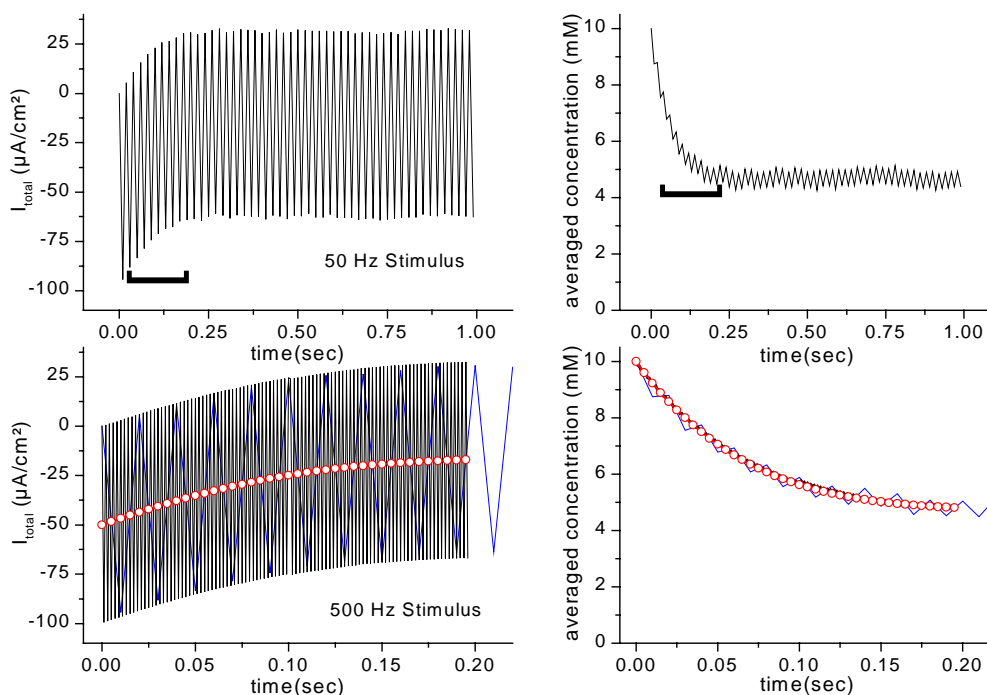 25
0
-25
-50
-75
-100
I_total (µA/cm²)
50 Hz Stimulus
0.00 0.25 0.50 0.75 1.00
time(sec)
10
8
6
4
2
0
averaged concentration (mM)
0.00 0.25 0.50 0.75 1.00
time(sec)
25
0
-25
-50
-75
-100
I_total (µA/cm²)
500 Hz Stimulus
0.00 0.05 0.10 0.15 0.20
time(sec)
10
8
6
4
2
0
averaged concentration (mM)
0.00 0.05 0.10 0.15 0.20
time(sec)